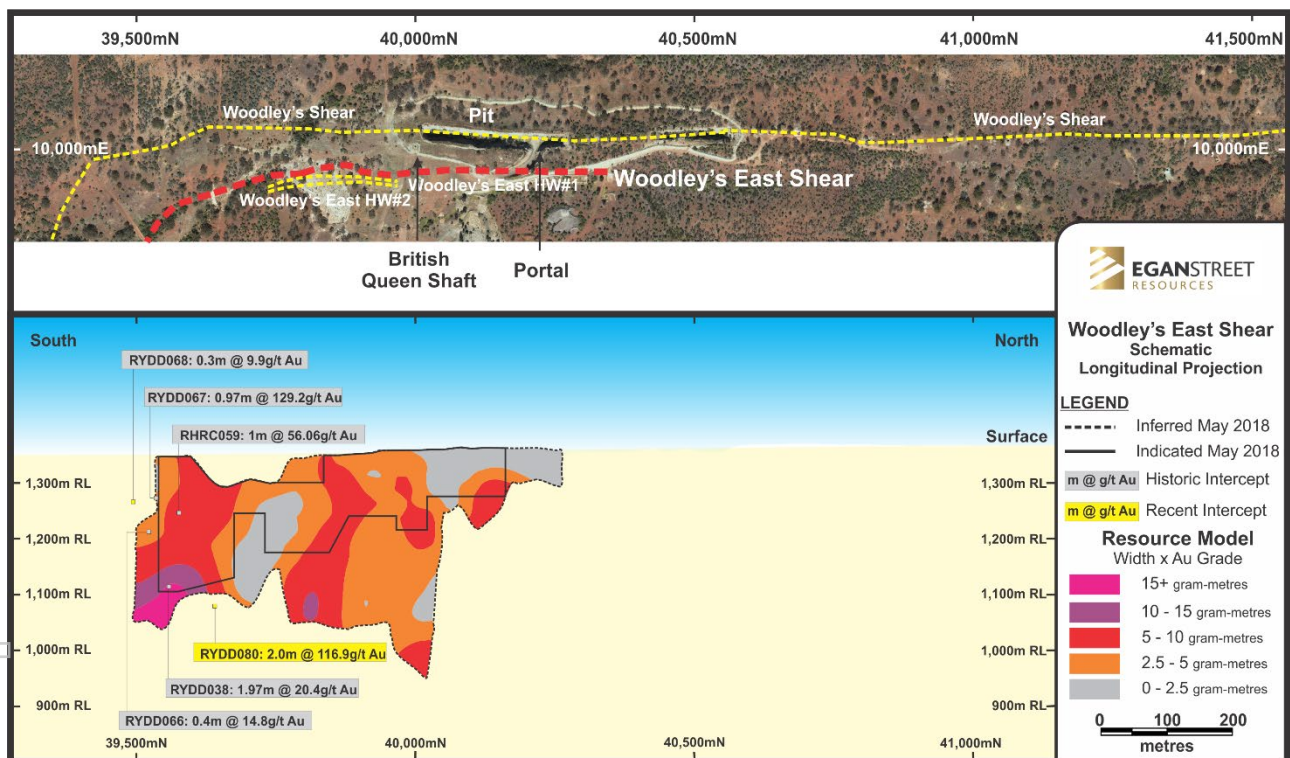 39,500mN 40,000mN 40,500mN 41,000mN 41,500mN
Woodley's Shear
Pit
Woodley's Shear
10,000mE
10,000mE
Woodley's East HW#1
Woodley's East Shear
Woodley's East HW#2
British
Queen Shaft
Portal
EGANSTREET
RESOURCES
Woodley's East Shear
Schematic
Longitudinal Projection
LEGEND
Inferred May 2018
Indicated May 2018
m @ g/t Au Historic Intercept
m @ g/t Au Recent Intercept
Resource Model
Width x Au Grade
15+ gram-metres
10 - 15 gram-metres
5 - 10 gram-metres
2.5 - 5 gram-metres
0 - 2.5 gram-metres
0 100 200
metres
South
North
RYDD068: 0.3m @ 9.9g/t Au
RYDD067: 0.97m @ 129.2g/t Au
RHRC059: 1m @ 56.06g/t Au
Surface
1,300m RL
1,300m RL
1,200m RL
1,200m RL
1,100m RL
1,100m RL
RYDD080: 2.0m @ 116.9g/t Au
1,000m RL
1,000m RL
RYDD038: 1.97m @ 20.4g/t Au
900m RL
900m RL
RYDD066: 0.4m @ 14.8g/t Au
39,500mN 40,000mN 40,500mN 41,000mN